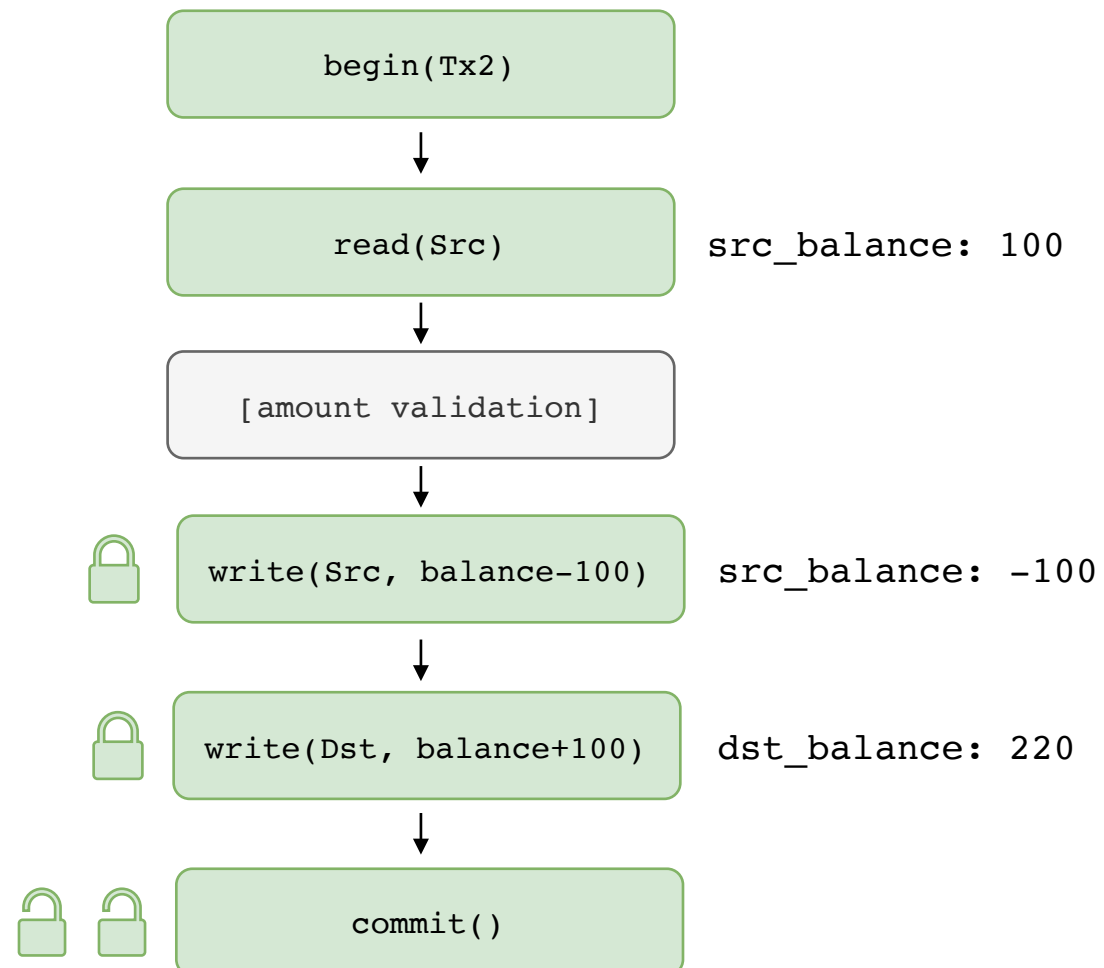 begin(Tx2)
read(Src)
src_balance: 100
[amount validation]
write(Src, balance-100)
src_balance: -100
write(Dst, balance+100)
dst_balance: 220
commit()